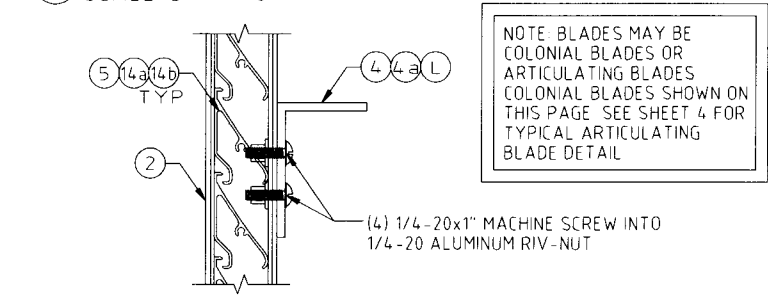 NOTE: BLADES MAY BE
COLONIAL BLADES OR
ARTICULATING BLADES
COLONIAL BLADES SHOWN ON
THIS PAGE SEE SHEET 4 FOR
TYPICAL ARTICULATING
BLADE DETAIL
5 14a 14b
TYP
4 4a L
2
(4) 1/4-20x1" MACHINE SCREW INTO
1/4-20 ALUMINUM RIV-NUT